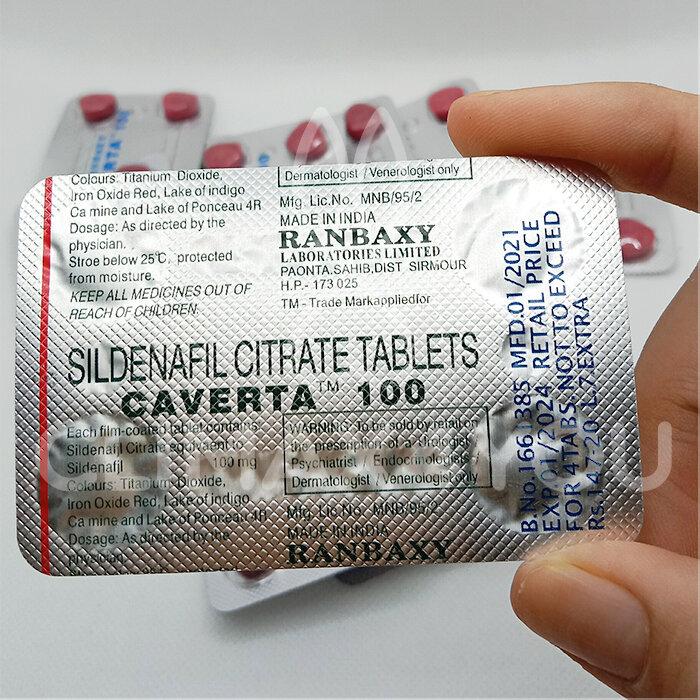 Colours: Titanium Dioxide,
Iron Oxide Red, Lake of indigo
Ca mine and Lake of Ponceau 4R
Dosage: As directed by the
physician. .
Stroe below 25°C, protected
from moisture.
KEEP ALL MEDICINES OUT OF
REACH OF CHILDREN.
Dermatologist / Venerologist only
Mfg. Lic.No. MNB/95/2
MADE IN INDIA
RANBAXY
LABORATORIES LIMITED
PAONTA.SAHIB.DIST SIRMOUR
H.P.- 173 025
TM - Trade Markappliedfor
SILDENAFIL CITRATE TABLETS
CAVERTA™ 100
Each film-coated tablet contains:
Sildenafil Citrate equivalent to
Sildenafil 100 mg
Colours: Titanium Dioxide,
Iron Oxide Red, Lake of indigo
Ca mine and Lake of Ponceau 4R
Dosage: As directed by the
physician.
WARNING: To be sold by retail on
the prescription of a Urologist /
Psychiatrist / Endocrinologist /
Dermatologist / Venerologist only
Mfg. Lic No. MNB/95/2
MADE IN INDIA
RANBAXY
B.No.1661385 MFD.01/2021
EXP.01/2024 RETAIL PRICE
FOR 4TABS. NOT TO EXCEED
Rs.147-20 L.7EXTRA